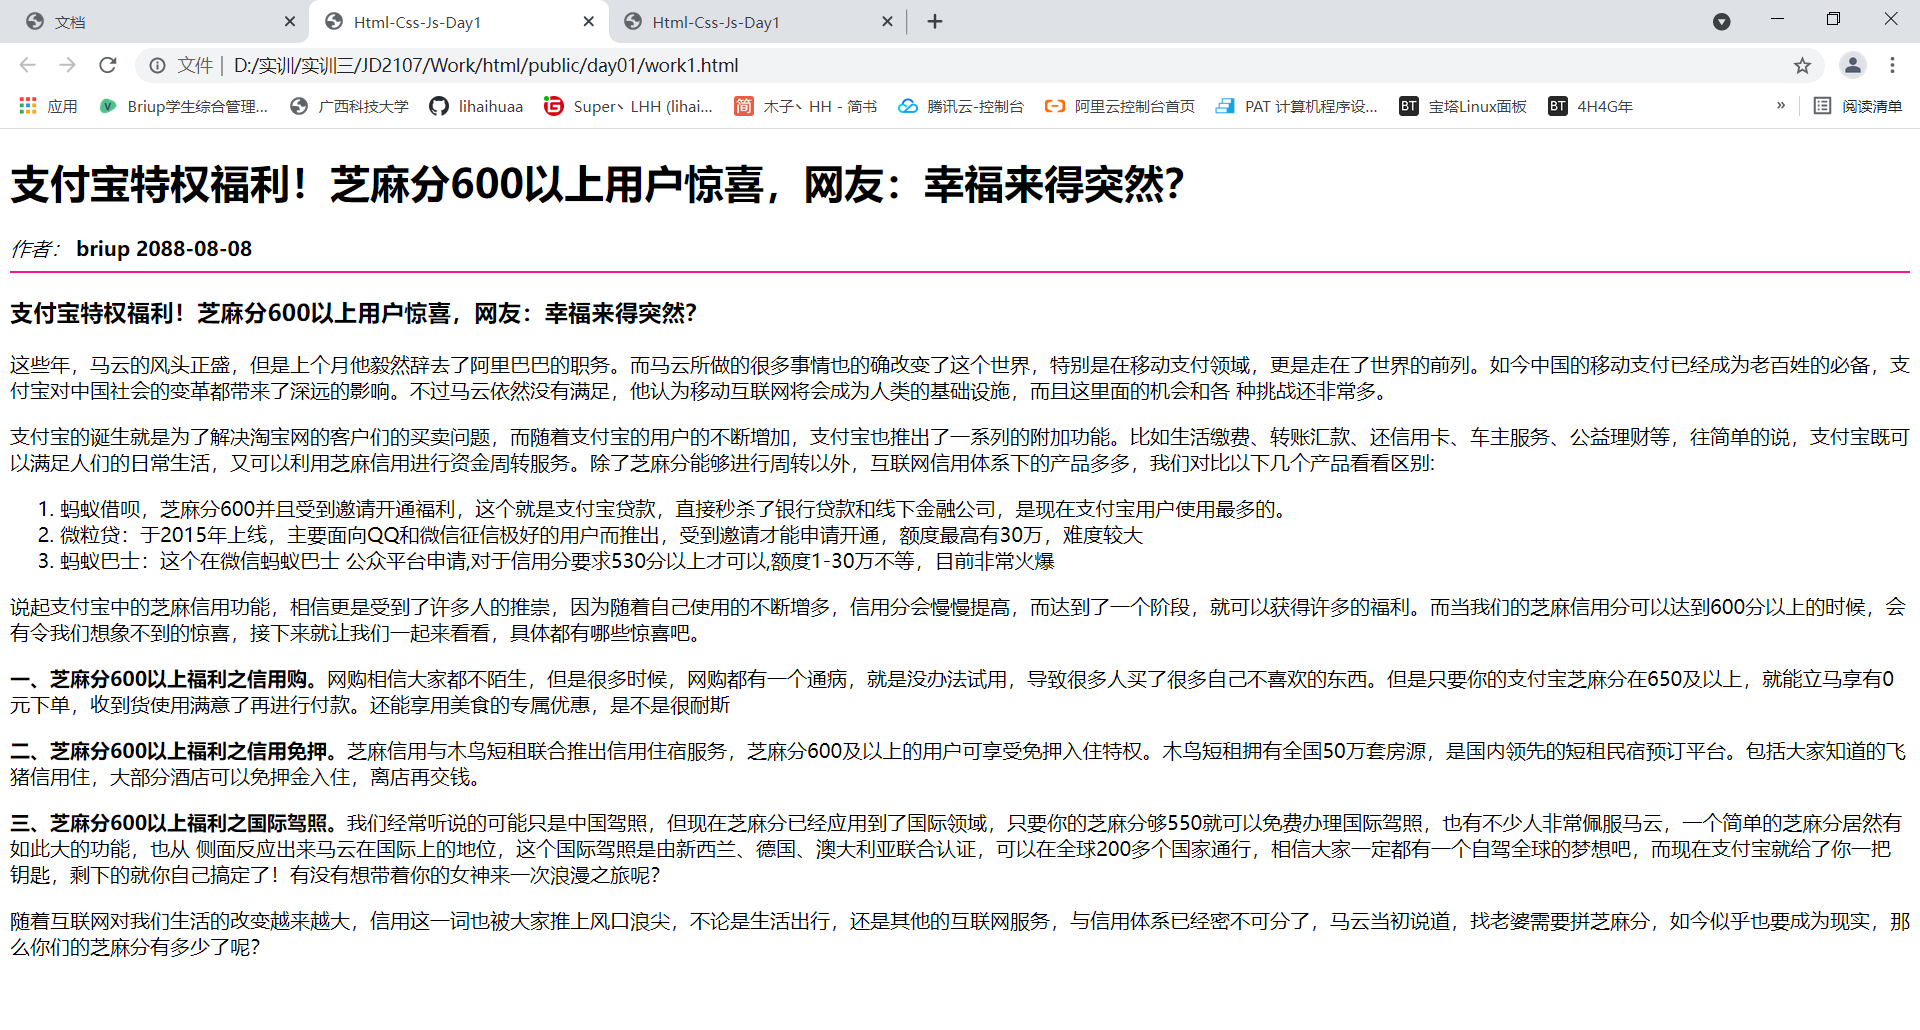 文档
Html-Css-Js-Day1
Html-Css-Js-Day1
文件 | D:/实训/实训三/JD2107/Work/html/public/day01/work1.html
应用 Briup学生综合管理... 广西科技大学 lihaihuaa Super丶LHH (lihai... 木子丶HH - 简书 腾讯云-控制台 阿里云控制台首页 PAT 计算机程序设... BT 宝塔Linux面板 BT 4H4G年 » 阅读清单
支付宝特权福利！芝麻分600以上用户惊喜，网友：幸福来得突然？
作者： briup 2088-08-08
支付宝特权福利！芝麻分600以上用户惊喜，网友：幸福来得突然？
这些年，马云的风头正盛，但是上个月他毅然辞去了阿里巴巴的职务。而马云所做的很多事情也的确改变了这个世界，特别是在移动支付领域，更是走在了世界的前列。如今中国的移动支付已经成为老百姓的必备，支
付宝对中国社会的变革都带来了深远的影响。不过马云依然没有满足，他认为移动互联网将会成为人类的基础设施，而且这里面的机会和各 种挑战还非常多。
支付宝的诞生就是为了解决淘宝网的客户们的买卖问题，而随着支付宝的用户的不断增加，支付宝也推出了一系列的附加功能。比如生活缴费、转账汇款、还信用卡、车主服务、公益理财等，往简单的说，支付宝既可
以满足人们的日常生活，又可以利用芝麻信用进行资金周转服务。除了芝麻分能够进行周转以外，互联网信用体系下的产品多多，我们对比以下几个产品看看区别:
1. 蚂蚁借呗，芝麻分600并且受到邀请开通福利，这个就是支付宝贷款，直接秒杀了银行贷款和线下金融公司，是现在支付宝用户使用最多的。
2. 微粒贷：于2015年上线，主要面向QQ和微信征信极好的用户而推出，受到邀请才能申请开通，额度最高有30万，难度较大
3. 蚂蚁巴士：这个在微信蚂蚁巴士 公众平台申请,对于信用分要求530分以上才可以,额度1-30万不等，目前非常火爆
说起支付宝中的芝麻信用功能，相信更是受到了许多人的推崇，因为随着自己使用的不断增多，信用分会慢慢提高，而达到了一个阶段，就可以获得许多的福利。而当我们的芝麻信用分可以达到600分以上的时候，会
有令我们想象不到的惊喜，接下来就让我们一起来看看，具体都有哪些惊喜吧。
一、芝麻分600以上福利之信用购。网购相信大家都不陌生，但是很多时候，网购都有一个通病，就是没办法试用，导致很多人买了很多自己不喜欢的东西。但是只要你的支付宝芝麻分在650及以上，就能立马享有0
元下单，收到货使用满意了再进行付款。还能享用美食的专属优惠，是不是很耐斯
二、芝麻分600以上福利之信用免押。芝麻信用与木鸟短租联合推出信用住宿服务，芝麻分600及以上的用户可享受免押入住特权。木鸟短租拥有全国50万套房源，是国内领先的短租民宿预订平台。包括大家知道的飞
猪信用住，大部分酒店可以免押金入住，离店再交钱。
三、芝麻分600以上福利之国际驾照。我们经常听说的可能只是中国驾照，但现在芝麻分已经应用到了国际领域，只要你的芝麻分够550就可以免费办理国际驾照，也有不少人非常佩服马云，一个简单的芝麻分居然有
如此大的功能，也从 侧面反应出来马云在国际上的地位，这个国际驾照是由新西兰、德国、澳大利亚联合认证，可以在全球200多个国家通行，相信大家一定都有一个自驾全球的梦想吧，而现在支付宝就给了你一把
钥匙，剩下的就你自己搞定了！有没有想带着你的女神来一次浪漫之旅呢？
随着互联网对我们生活的改变越来越大，信用这一词也被大家推上风口浪尖，不论是生活出行，还是其他的互联网服务，与信用体系已经密不可分了，马云当初说道，找老婆需要拼芝麻分，如今似乎也要成为现实，那
么你们的芝麻分有多少了呢？